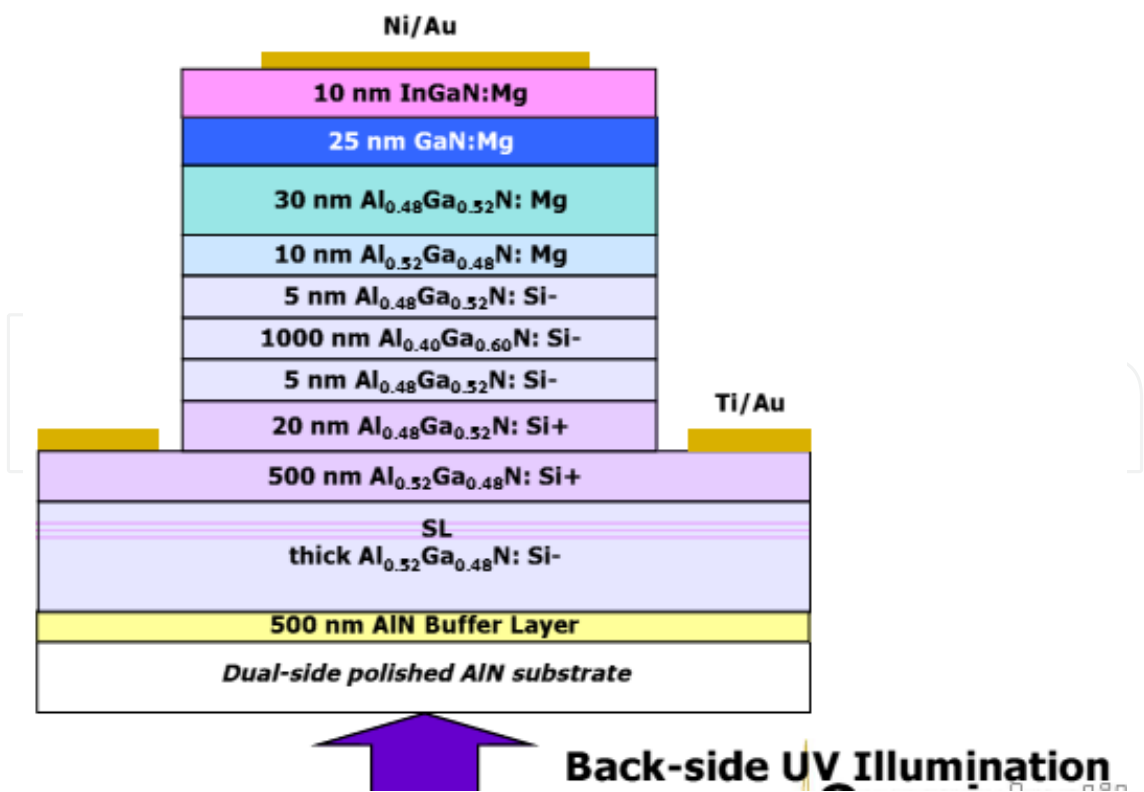 Ni/Au
10 nm InGaN:Mg
25 nm GaN:Mg
30 nm Al0.48Ga0.52N: Mg
10 nm Al0.52Ga0.48N: Mg
5 nm Al0.48Ga0.52N: Si-
1000 nm Al0.40Ga0.60N: Si-
5 nm Al0.48Ga0.52N: Si-
Ti/Au
20 nm Al0.48Ga0.52N: Si+
500 nm Al0.52Ga0.48N: Si+
SL
thick Al0.52Ga0.48N: Si-
500 nm AlN Buffer Layer
Dual-side polished AlN substrate
Back-side UV Illumination